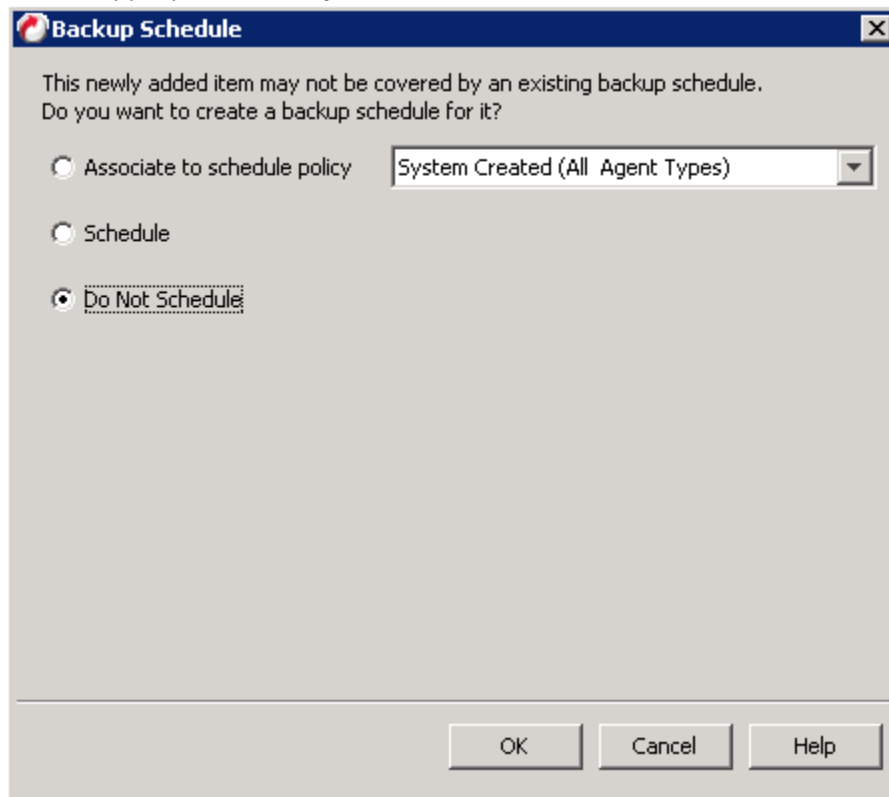 Backup Schedule
This newly added item may not be covered by an existing backup schedule.
Do you want to create a backup schedule for it?
Associate to schedule policy System Created (All Agent Types)
Schedule
Do Not Schedule
OK Cancel Help